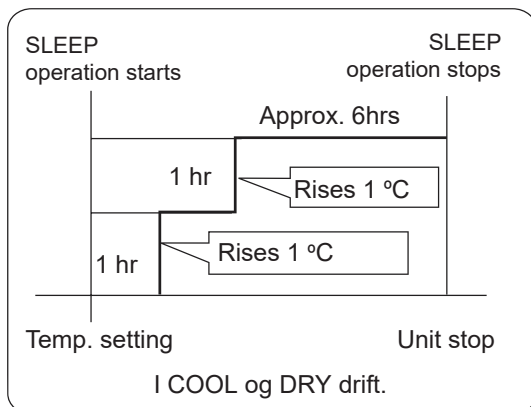 SLEEP
operation starts
SLEEP
operation stops
Approx. 6hrs
1 hr
Rises 1 ºC
1 hr
Rises 1 ºC
Temp. setting
Unit stop
I COOL og DRY drift.